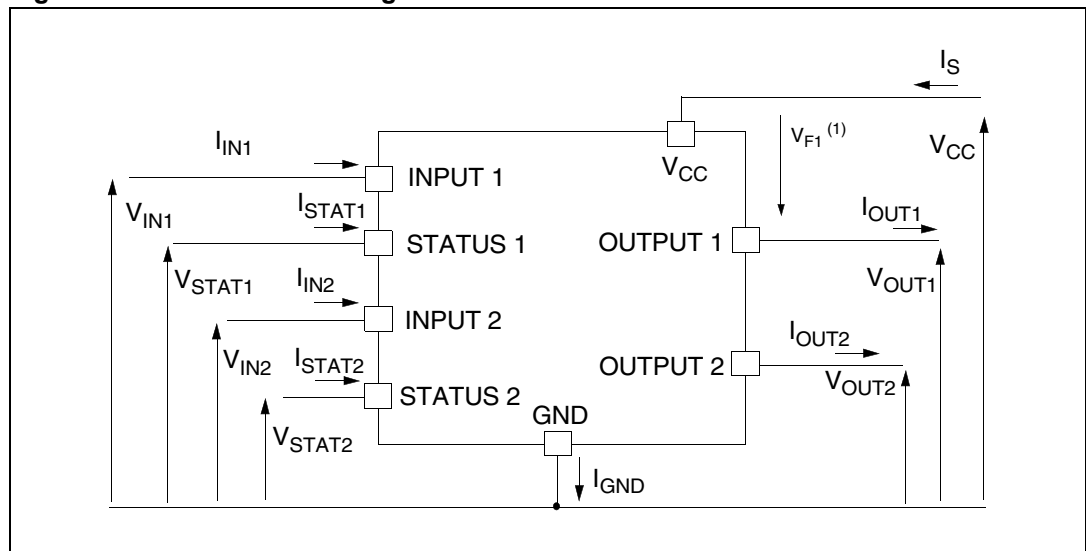 I_S
V_F1 (1)
V_CC
V_CC
I_IN1
INPUT 1
V_IN1
I_STAT1
STATUS 1
V_STAT1
I_IN2
INPUT 2
V_IN2
I_STAT2
STATUS 2
V_STAT2
OUTPUT 1
I_OUT1
V_OUT1
OUTPUT 2
I_OUT2
V_OUT2
GND
I_GND